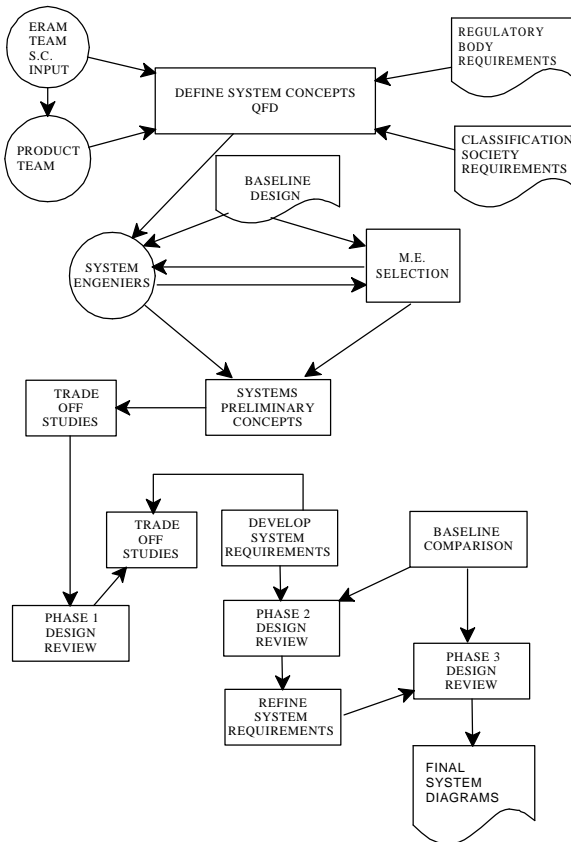 ERAM
TEAM
S.C.
INPUT
REGULATORY
BODY
REQUIREMENTS
DEFINE SYSTEM CONCEPTS
QFD
PRODUCT
TEAM
CLASSIFICATION
SOCIETY
REQUIREMENTS
BASELINE
DESIGN
SYSTEM
ENGENIERS
M.E.
SELECTION
TRADE
OFF
STUDIES
SYSTEMS
PRELIMINARY
CONCEPTS
TRADE
OFF
STUDIES
DEVELOP
SYSTEM
REQUIREMENTS
BASELINE
COMPARISON
PHASE 1
DESIGN
REVIEW
PHASE 2
DESIGN
REVIEW
PHASE 3
DESIGN
REVIEW
REFINE
SYSTEM
REQUIREMENTS
FINAL
SYSTEM
DIAGRAMS